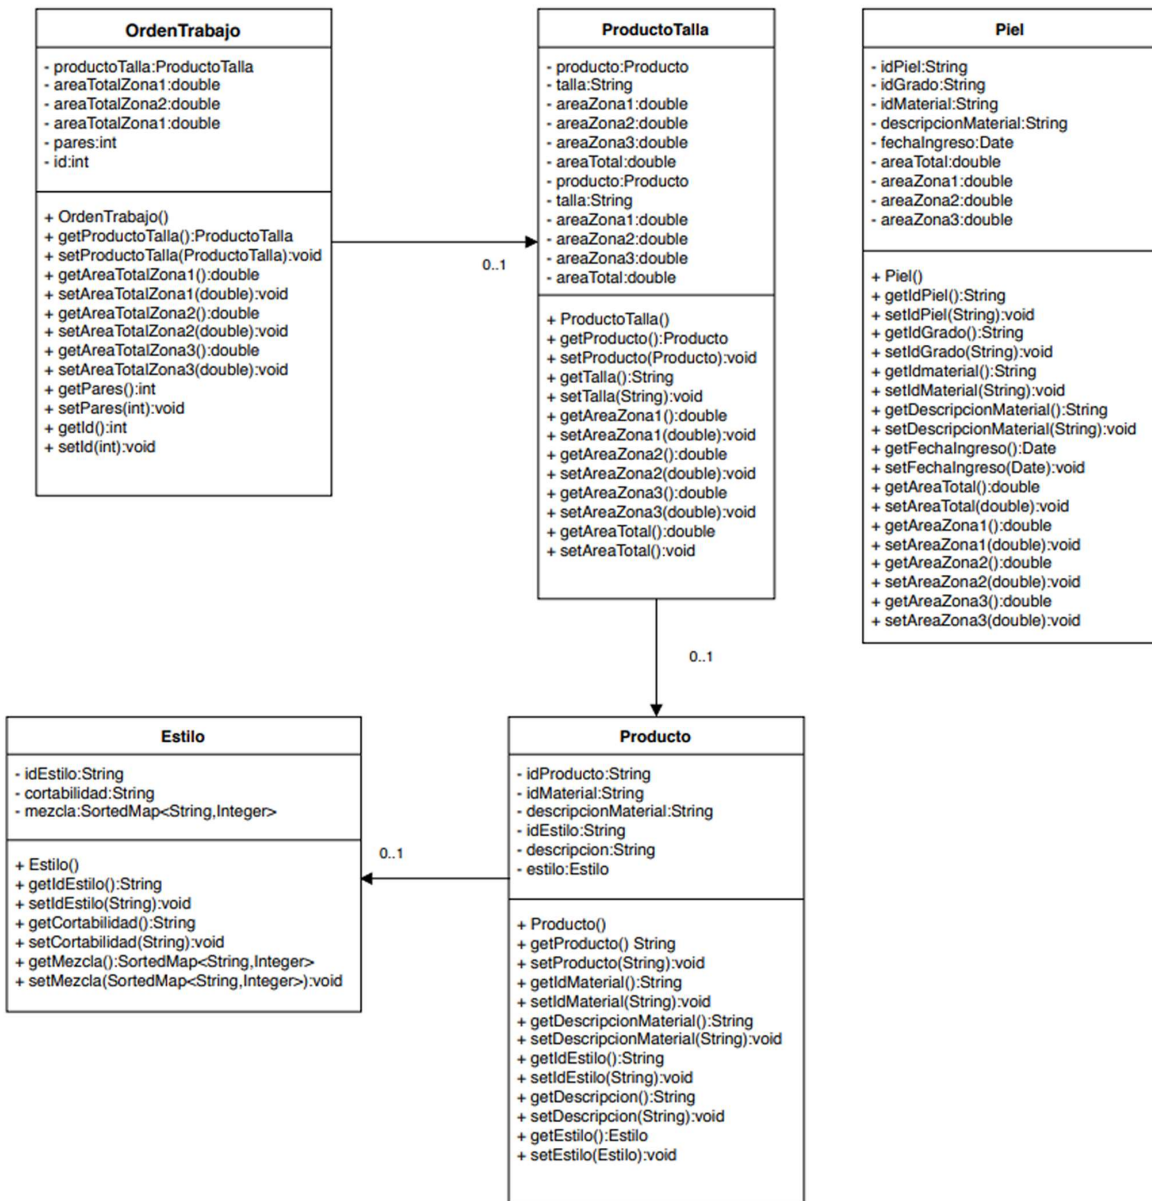 OrdenTrabajo
- productoTalla:ProductoTalla
- areaTotalZona1:double
- areaTotalZona2:double
- areaTotalZona1:double
- pares:int
- id:int
+ OrdenTrabajo()
+ getProductoTalla():ProductoTalla
+ setProductoTalla(ProductoTalla):void
+ getAreaTotalZona1():double
+ setAreaTotalZona1(double):void
+ getAreaTotalZona2():double
+ setAreaTotalZona2(double):void
+ getAreaTotalZona3():double
+ setAreaTotalZona3(double):void
+ getPares():int
+ setPares(int):void
+ getId():int
+ setId(int):void
0..1
ProductoTalla
- producto:Producto
- talla:String
- areaZona1:double
- areaZona2:double
- areaZona3:double
- areaTotal:double
- producto:Producto
- talla:String
- areaZona1:double
- areaZona2:double
- areaZona3:double
- areaTotal:double
+ ProductoTalla()
+ getProducto():Producto
+ setProducto(Producto):void
+ getTalla():String
+ setTalla(String):void
+ getAreaZona1():double
+ setAreaZona1(double):void
+ getAreaZona2():double
+ setAreaZona2(double):void
+ getAreaZona3():double
+ setAreaZona3(double):void
+ getAreaTotal():double
+ setAreaTotal():void
Piel
- idPiel:String
- idGrado:String
- idMaterial:String
- descripcionMaterial:String
- fechaIngreso:Date
- areaTotal:double
- areaZona1:double
- areaZona2:double
- areaZona3:double
+ Piel()
+ getIdPiel():String
+ setIdPiel(String):void
+ getIdGrado():String
+ setIdGrado(String):void
+ getIdmaterial():String
+ setIdMaterial(String):void
+ getDescripcionMaterial():String
+ setDescripcionMaterial(String):void
+ getFechaIngreso():Date
+ setFechaIngreso(Date):void
+ getAreaTotal():double
+ setAreaTotal(double):void
+ getAreaZona1():double
+ setAreaZona1(double):void
+ getAreaZona2():double
+ setAreaZona2(double):void
+ getAreaZona3():double
+ setAreaZona3(double):void
0..1
Estilo
- idEstilo:String
- cortabilidad:String
- mezcla:SortedMap<String,Integer>
+ Estilo()
+ getIdEstilo():String
+ setIdEstilo(String):void
+ getCortabilidad():String
+ setCortabilidad(String):void
+ getMezcla():SortedMap<String,Integer>
+ setMezcla(SortedMap<String,Integer>):void
0..1
Producto
- idProducto:String
- idMaterial:String
- descripcionMaterial:String
- idEstilo:String
- descripcion:String
- estilo:Estilo
+ Producto()
+ getProducto() String
+ setProducto(String):void
+ getIdMaterial():String
+ setIdMaterial(String):void
+ getDescripcionMaterial():String
+ setDescripcionMaterial(String):void
+ getIdEstilo():String
+ setIdEstilo(String):void
+ getDescripcion():String
+ setDescripcion(String):void
+ getEstilo():Estilo
+ setEstilo(Estilo):void